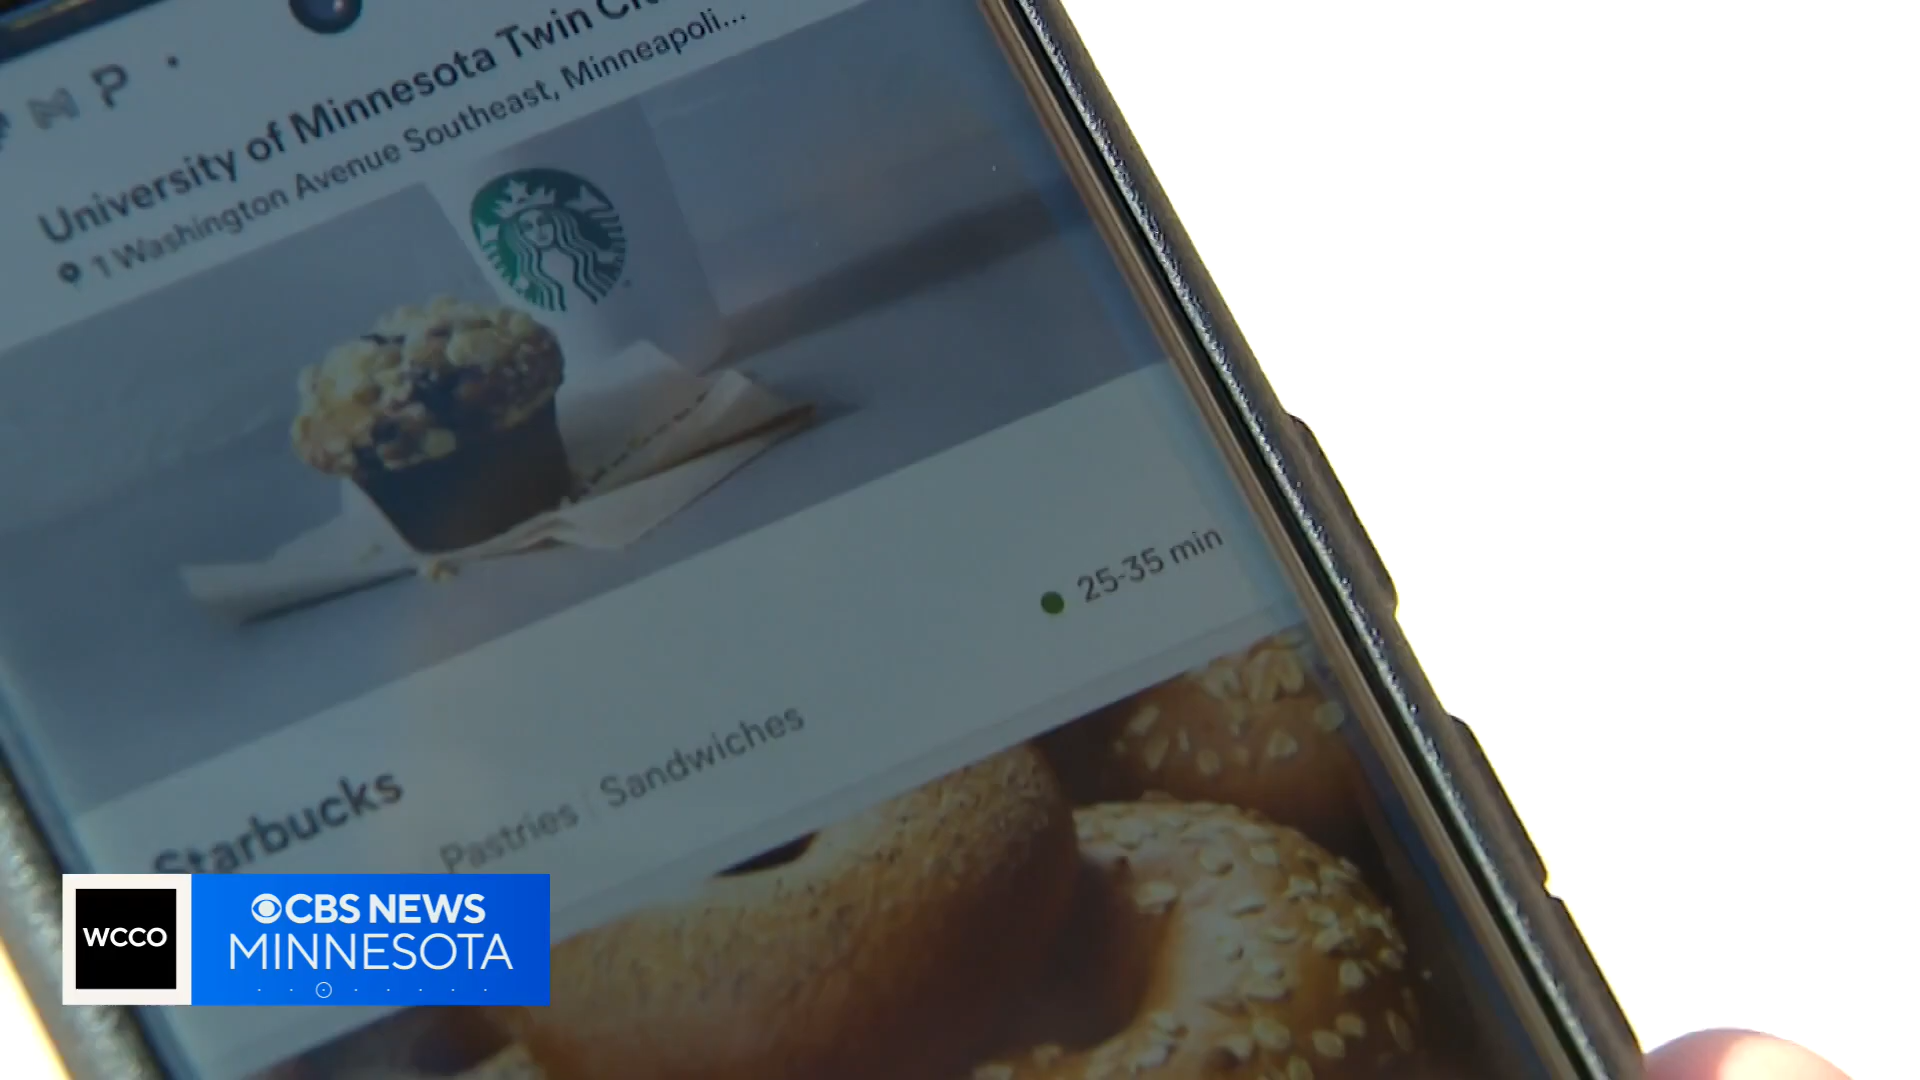 P
University of Minnesota Twin
1 Washington Avenue Southeast, Minneapoli...
25-35 min
Starbucks
Pastries | Sandwiches
WCCO
CBS NEWS
MINNESOTA